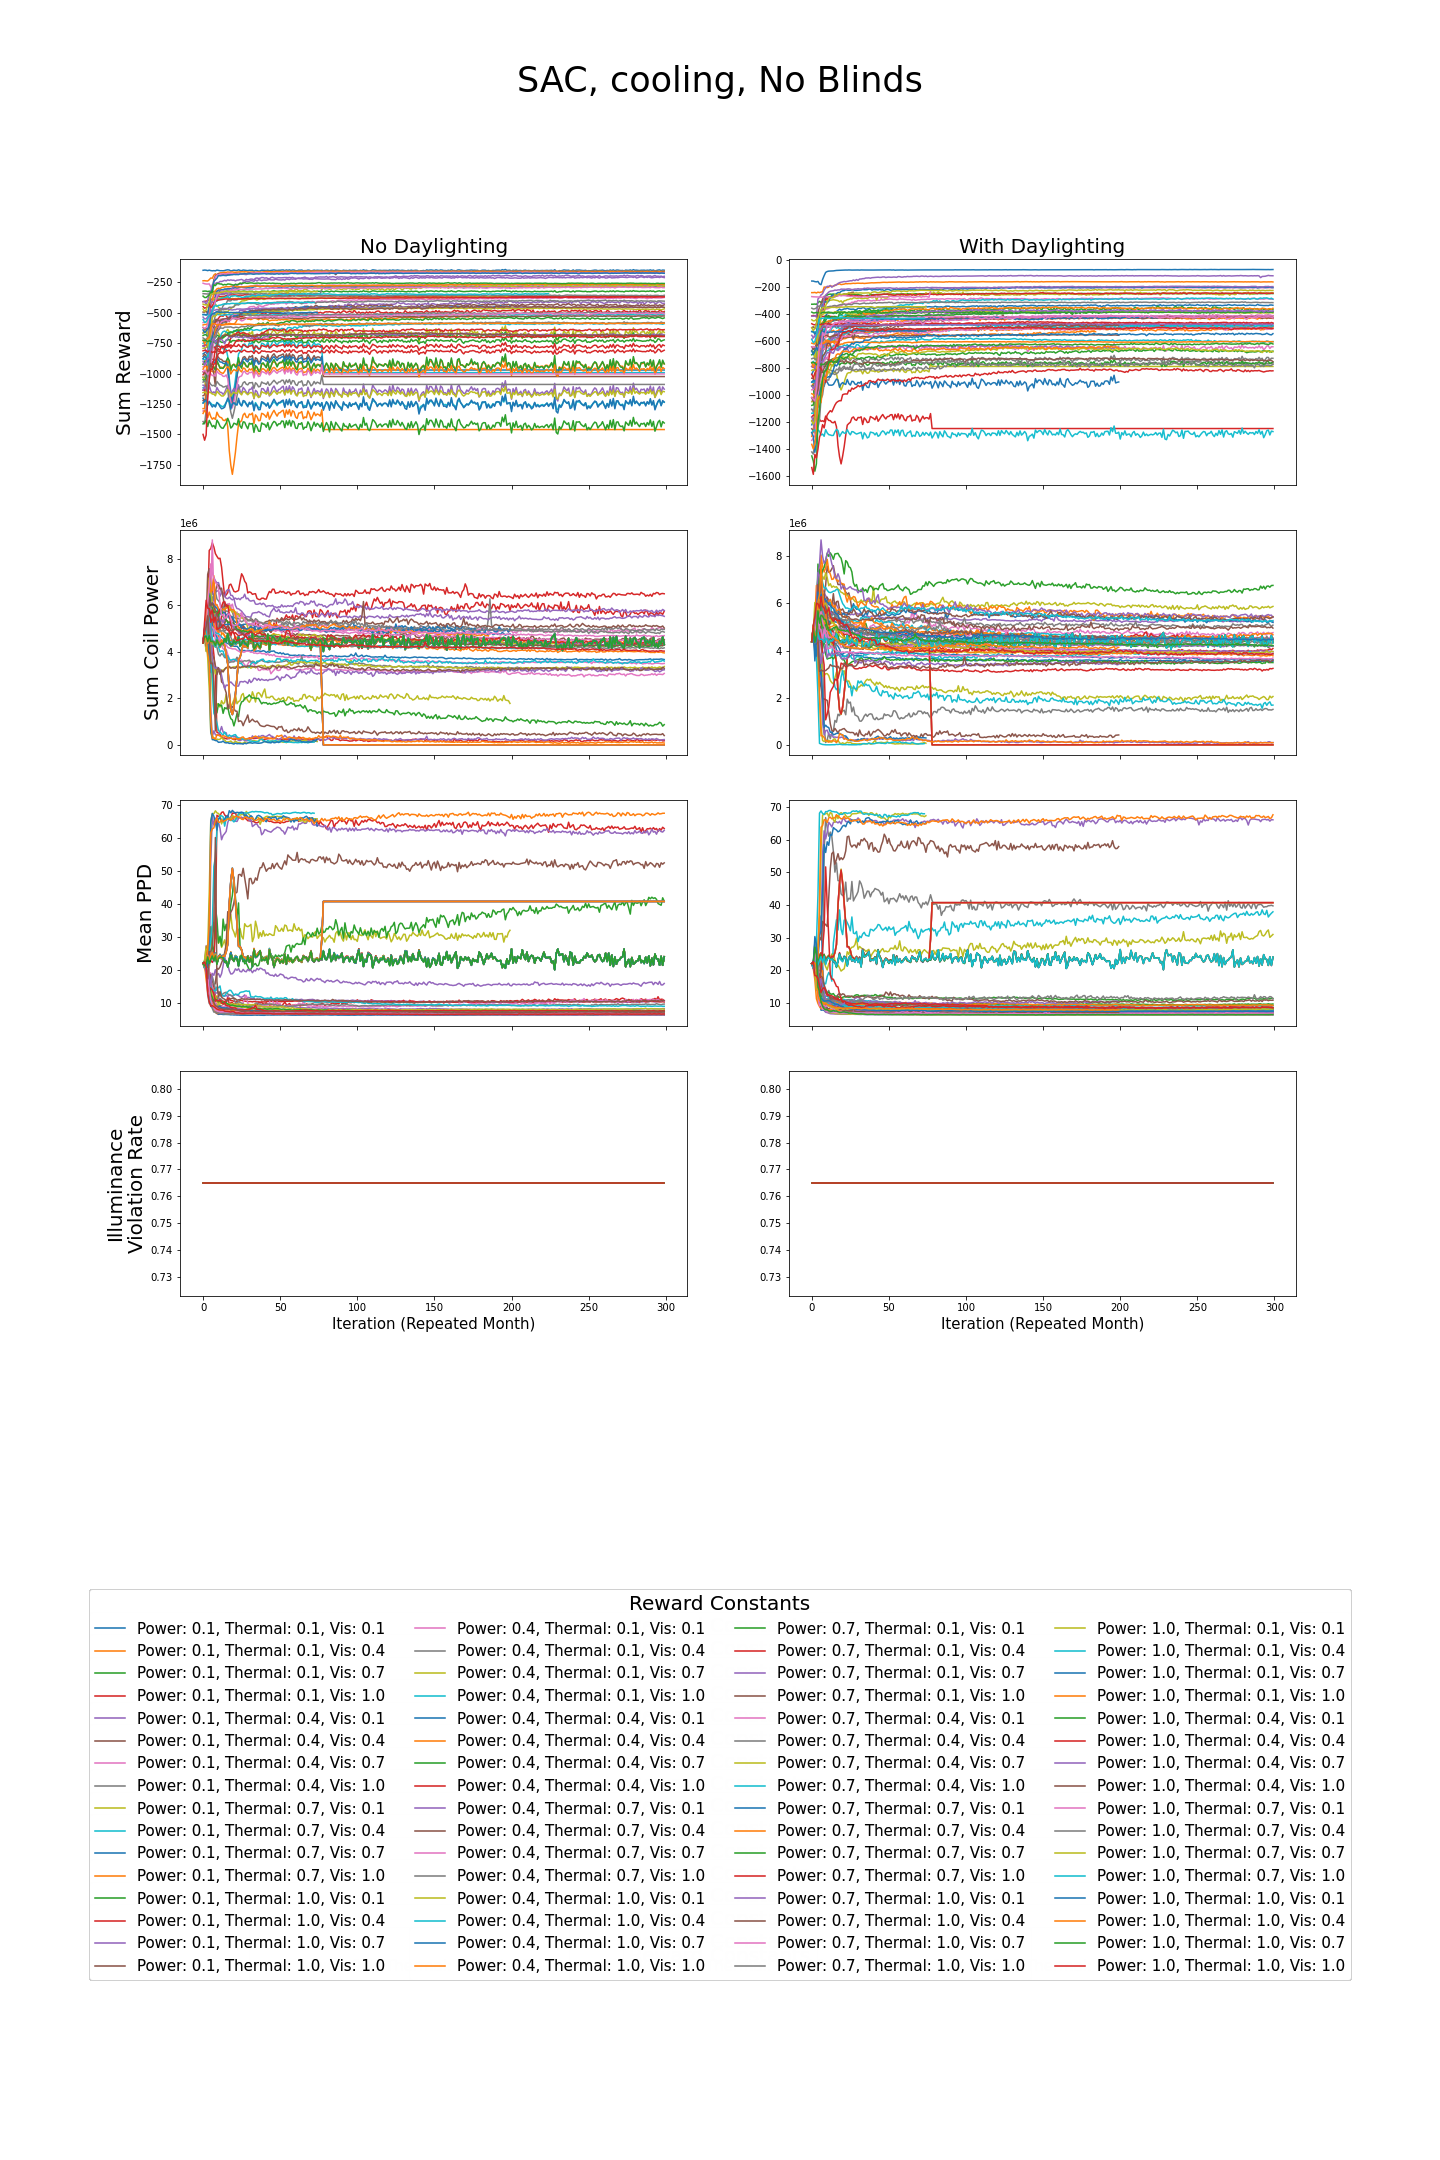 SAC, cooling, No Blinds
No Daylighting
With Daylighting
Sum Reward
−250
−500
−750
−1000
−1250
−1500
−1750
0
−200
−400
−600
−800
−1000
−1200
−1400
−1600
Sum Coil Power
1e6
8
6
4
2
0
1e6
8
6
4
2
0
Mean PPD
70
60
50
40
30
20
10
70
60
50
40
30
20
10
Illuminance
Violation Rate
0.80
0.79
0.78
0.77
0.76
0.75
0.74
0.73
0 50 100 150 200 250 300
Iteration (Repeated Month)
0.80
0.79
0.78
0.77
0.76
0.75
0.74
0.73
0 50 100 150 200 250 300
Iteration (Repeated Month)
Reward Constants
Power: 0.1, Thermal: 0.1, Vis: 0.1
Power: 0.1, Thermal: 0.1, Vis: 0.4
Power: 0.1, Thermal: 0.1, Vis: 0.7
Power: 0.1, Thermal: 0.1, Vis: 1.0
Power: 0.1, Thermal: 0.4, Vis: 0.1
Power: 0.1, Thermal: 0.4, Vis: 0.4
Power: 0.1, Thermal: 0.4, Vis: 0.7
Power: 0.1, Thermal: 0.4, Vis: 1.0
Power: 0.1, Thermal: 0.7, Vis: 0.1
Power: 0.1, Thermal: 0.7, Vis: 0.4
Power: 0.1, Thermal: 0.7, Vis: 0.7
Power: 0.1, Thermal: 0.7, Vis: 1.0
Power: 0.1, Thermal: 1.0, Vis: 0.1
Power: 0.1, Thermal: 1.0, Vis: 0.4
Power: 0.1, Thermal: 1.0, Vis: 0.7
Power: 0.1, Thermal: 1.0, Vis: 1.0
Power: 0.4, Thermal: 0.1, Vis: 0.1
Power: 0.4, Thermal: 0.1, Vis: 0.4
Power: 0.4, Thermal: 0.1, Vis: 0.7
Power: 0.4, Thermal: 0.1, Vis: 1.0
Power: 0.4, Thermal: 0.4, Vis: 0.1
Power: 0.4, Thermal: 0.4, Vis: 0.4
Power: 0.4, Thermal: 0.4, Vis: 0.7
Power: 0.4, Thermal: 0.4, Vis: 1.0
Power: 0.4, Thermal: 0.7, Vis: 0.1
Power: 0.4, Thermal: 0.7, Vis: 0.4
Power: 0.4, Thermal: 0.7, Vis: 0.7
Power: 0.4, Thermal: 0.7, Vis: 1.0
Power: 0.4, Thermal: 1.0, Vis: 0.1
Power: 0.4, Thermal: 1.0, Vis: 0.4
Power: 0.4, Thermal: 1.0, Vis: 0.7
Power: 0.4, Thermal: 1.0, Vis: 1.0
Power: 0.7, Thermal: 0.1, Vis: 0.1
Power: 0.7, Thermal: 0.1, Vis: 0.4
Power: 0.7, Thermal: 0.1, Vis: 0.7
Power: 0.7, Thermal: 0.1, Vis: 1.0
Power: 0.7, Thermal: 0.4, Vis: 0.1
Power: 0.7, Thermal: 0.4, Vis: 0.4
Power: 0.7, Thermal: 0.4, Vis: 0.7
Power: 0.7, Thermal: 0.4, Vis: 1.0
Power: 0.7, Thermal: 0.7, Vis: 0.1
Power: 0.7, Thermal: 0.7, Vis: 0.4
Power: 0.7, Thermal: 0.7, Vis: 0.7
Power: 0.7, Thermal: 0.7, Vis: 1.0
Power: 0.7, Thermal: 1.0, Vis: 0.1
Power: 0.7, Thermal: 1.0, Vis: 0.4
Power: 0.7, Thermal: 1.0, Vis: 0.7
Power: 0.7, Thermal: 1.0, Vis: 1.0
Power: 1.0, Thermal: 0.1, Vis: 0.1
Power: 1.0, Thermal: 0.1, Vis: 0.4
Power: 1.0, Thermal: 0.1, Vis: 0.7
Power: 1.0, Thermal: 0.1, Vis: 1.0
Power: 1.0, Thermal: 0.4, Vis: 0.1
Power: 1.0, Thermal: 0.4, Vis: 0.4
Power: 1.0, Thermal: 0.4, Vis: 0.7
Power: 1.0, Thermal: 0.4, Vis: 1.0
Power: 1.0, Thermal: 0.7, Vis: 0.1
Power: 1.0, Thermal: 0.7, Vis: 0.4
Power: 1.0, Thermal: 0.7, Vis: 0.7
Power: 1.0, Thermal: 0.7, Vis: 1.0
Power: 1.0, Thermal: 1.0, Vis: 0.1
Power: 1.0, Thermal: 1.0, Vis: 0.4
Power: 1.0, Thermal: 1.0, Vis: 0.7
Power: 1.0, Thermal: 1.0, Vis: 1.0